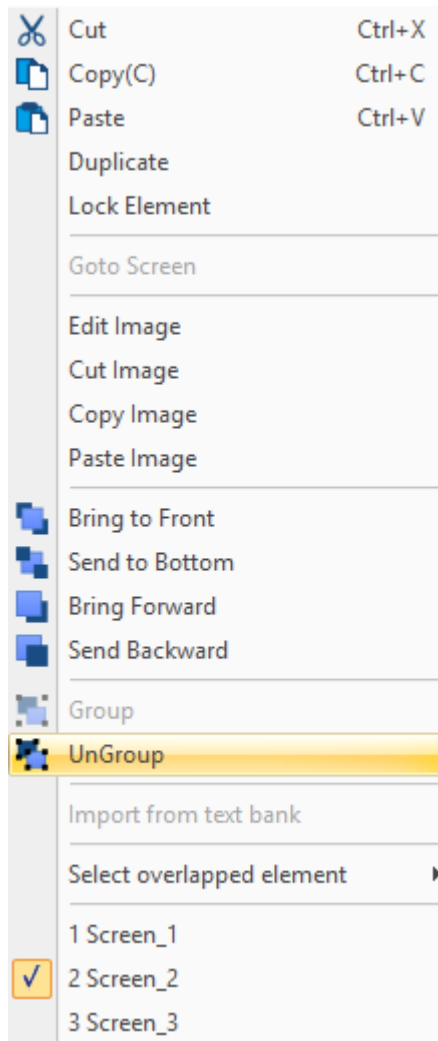 Cut Ctrl+X
Copy(C) Ctrl+C
Paste Ctrl+V
Duplicate
Lock Element
Goto Screen
Edit Image
Cut Image
Copy Image
Paste Image
Bring to Front
Send to Bottom
Bring Forward
Send Backward
Group
UnGroup
Import from text bank
Select overlapped element
1 Screen_1
2 Screen_2
3 Screen_3